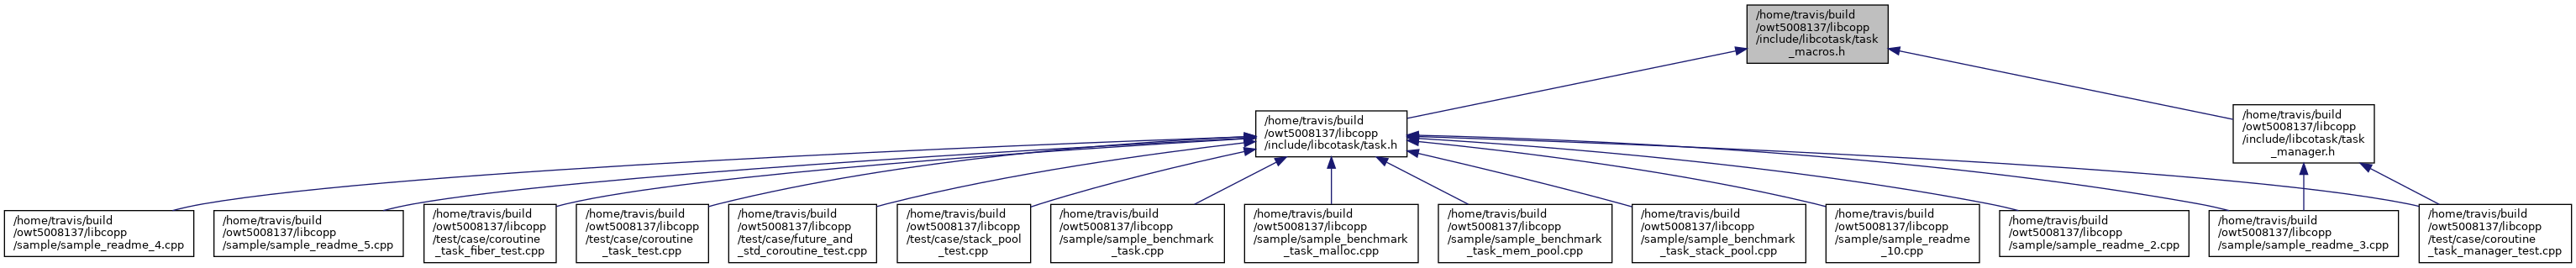 /home/travis/build
/owt5008137/libcopp
/include/libcotask/task
_macros.h
/home/travis/build
/owt5008137/libcopp
/include/libcotask/task.h
/home/travis/build
/owt5008137/libcopp
/include/libcotask/task
_manager.h
/home/travis/build
/owt5008137/libcopp
/sample/sample_readme_4.cpp
/home/travis/build
/owt5008137/libcopp
/sample/sample_readme_5.cpp
/home/travis/build
/owt5008137/libcopp
/test/case/coroutine
_task_fiber_test.cpp
/home/travis/build
/owt5008137/libcopp
/test/case/coroutine
_task_test.cpp
/home/travis/build
/owt5008137/libcopp
/test/case/future_and
_std_coroutine_test.cpp
/home/travis/build
/owt5008137/libcopp
/test/case/stack_pool
_test.cpp
/home/travis/build
/owt5008137/libcopp
/sample/sample_benchmark
_task.cpp
/home/travis/build
/owt5008137/libcopp
/sample/sample_benchmark
_task_malloc.cpp
/home/travis/build
/owt5008137/libcopp
/sample/sample_benchmark
_task_mem_pool.cpp
/home/travis/build
/owt5008137/libcopp
/sample/sample_benchmark
_task_stack_pool.cpp
/home/travis/build
/owt5008137/libcopp
/sample/sample_readme
_10.cpp
/home/travis/build
/owt5008137/libcopp
/sample/sample_readme_2.cpp
/home/travis/build
/owt5008137/libcopp
/sample/sample_readme_3.cpp
/home/travis/build
/owt5008137/libcopp
/test/case/coroutine
_task_manager_test.cpp